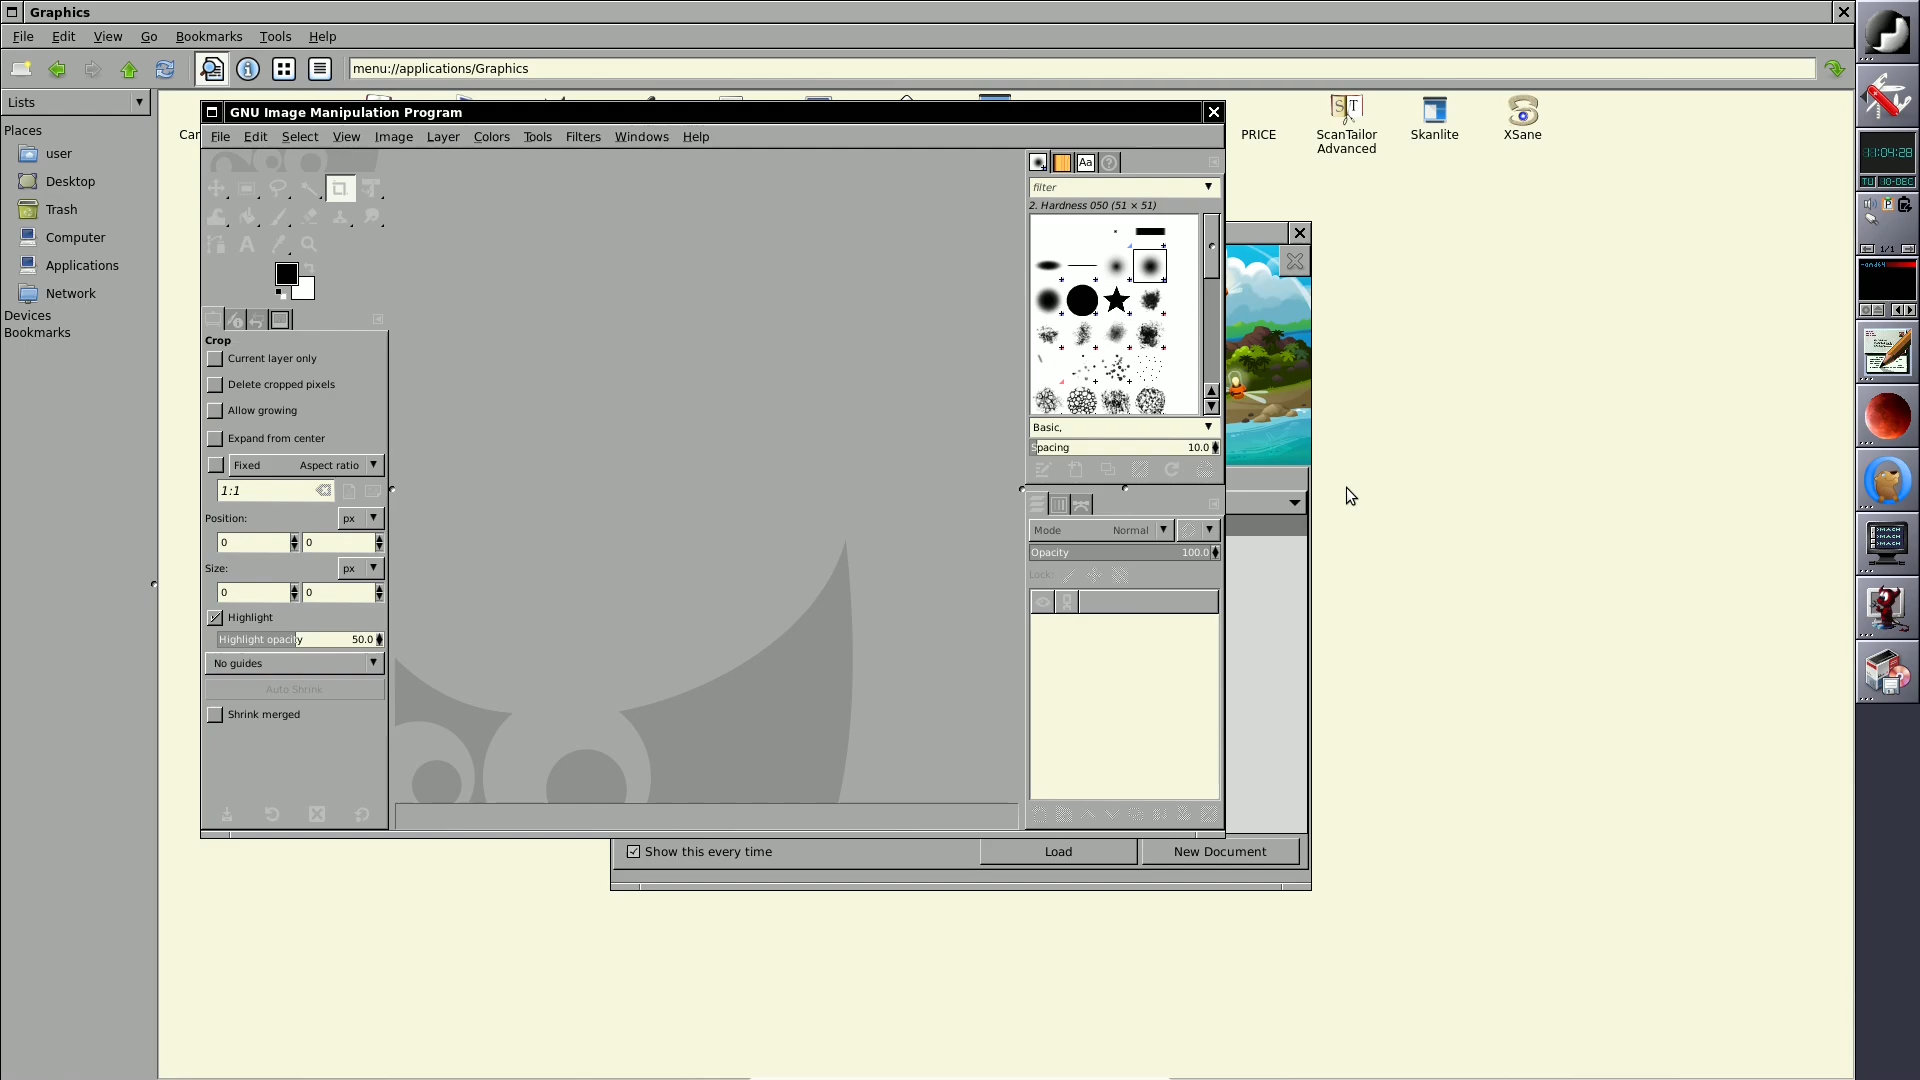 Graphics
File Edit View Go Bookmarks Tools Help
menu://applications/Graphics
Lists
Places
user
Desktop
Trash
Computer
Applications
Network
Devices
Bookmarks
PRICE
ScanTailor
Advanced
Skanlite
XSane
GNU Image Manipulation Program
File Edit Select View Image Layer Colors Tools Filters Windows Help
Crop
Current layer only
Delete cropped pixels
Allow growing
Expand from center
Fixed Aspect ratio
1:1
Position: px
0 0
Size: px
0 0
Highlight
Highlight opacity 50.0
No guides
Auto Shrink
Shrink merged
Aa
filter
2. Hardness 050 (51 × 51)
Basic,
Spacing 10.0
Mode Normal
Opacity 100.0
Lock:
Show this every time
Load
New Document
11:04:28
TU 10-DEC
1/1